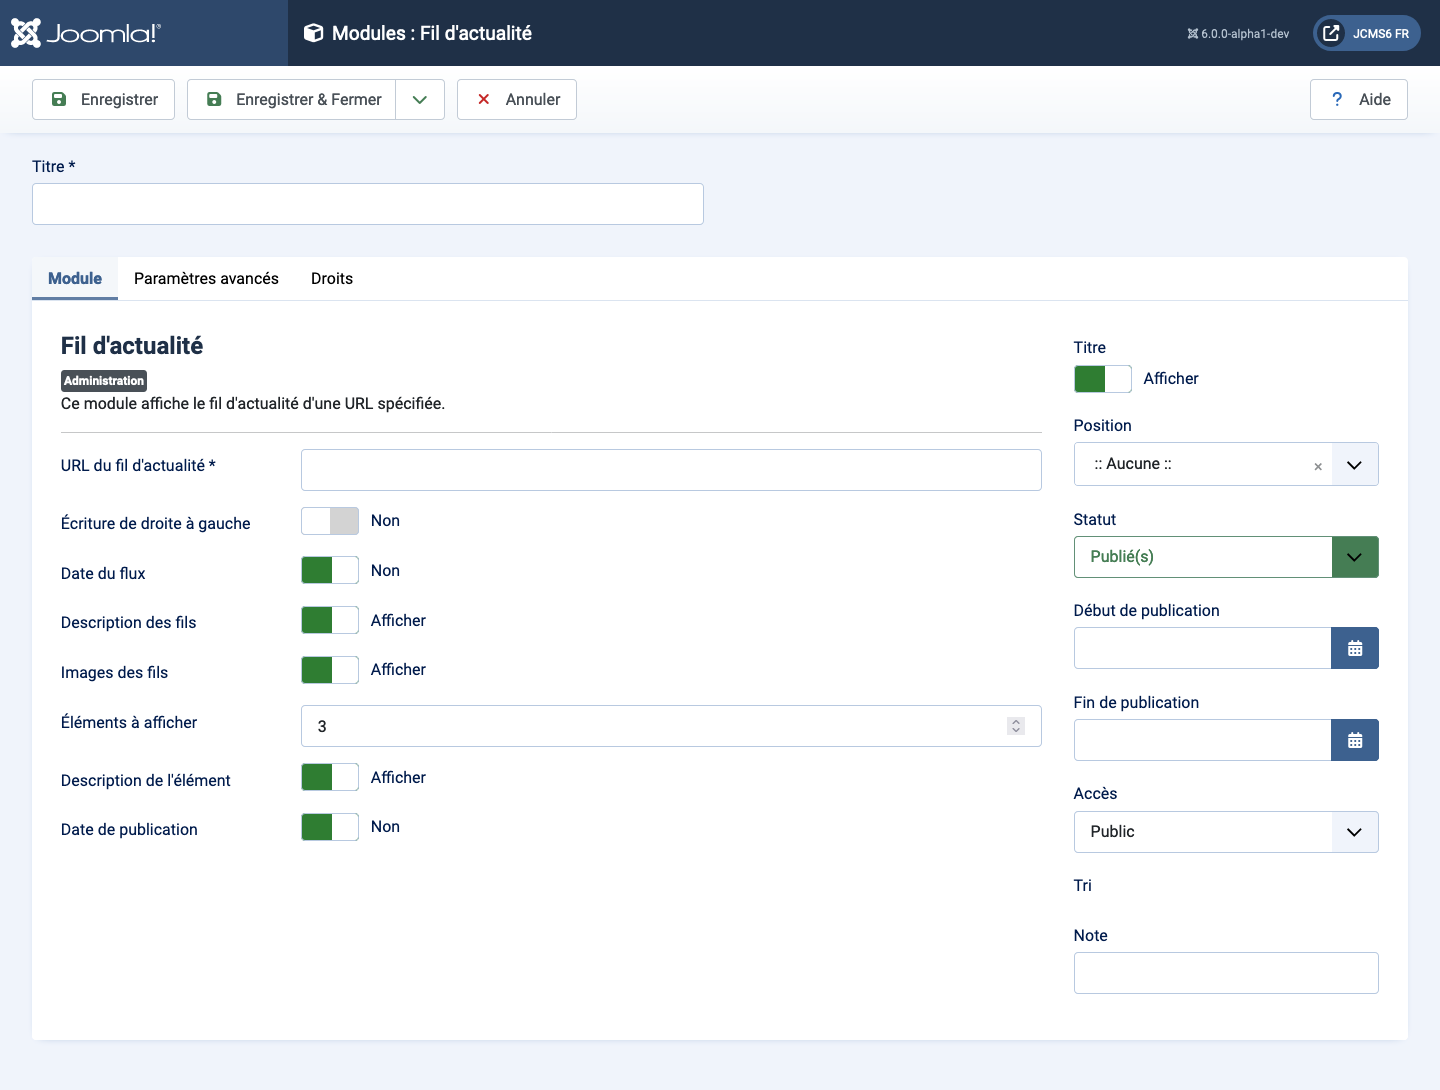 Joomla!®
Modules : Fil d'actualité
6.0.0-alpha1-dev
JCMS6 FR
Enregistrer
Enregistrer & Fermer
Annuler
? Aide
Titre *
Module
Paramètres avancés
Droits
Fil d'actualité
Administration
Ce module affiche le fil d'actualité d'une URL spécifiée.
URL du fil d'actualité *
Écriture de droite à gauche
Non
Date du flux
Non
Description des fils
Afficher
Images des fils
Afficher
Éléments à afficher
3
Description de l'élément
Afficher
Date de publication
Non
Titre
Afficher
Position
:: Aucune ::
×
Statut
Publié(s)
Début de publication
Fin de publication
Accès
Public
Tri
Note